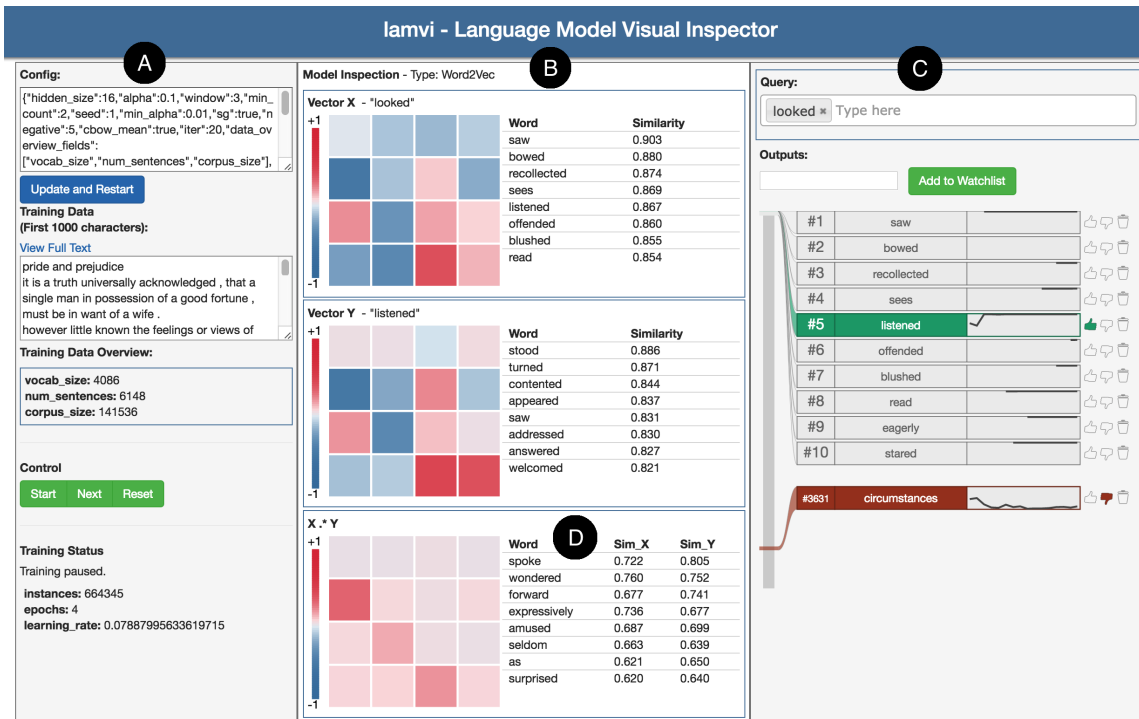 lamvi - Language Model Visual Inspector
A
Config:
{"hidden_size":16,"alpha":0.1,"window":3,"min_
count":2,"seed":1,"min_alpha":0.01,"sg":true,"n
egative":5,"cbow_mean":true,"iter":20,"data_ov
erview_fields":
["vocab_size","num_sentences","corpus_size"],
Update and Restart
Training Data
(First 1000 characters):
View Full Text
pride and prejudice
it is a truth universally acknowledged , that a
single man in possession of a good fortune ,
must be in want of a wife .
however little known the feelings or views of
Training Data Overview:
vocab_size: 4086
num_sentences: 6148
corpus_size: 141536
Control
Start Next Reset
Training Status
Training paused.
instances: 664345
epochs: 4
learning_rate: 0.07887995633619715
B
Model Inspection - Type: Word2Vec
Vector X - "looked"
+1
-1
Word Similarity
saw 0.903
bowed 0.880
recollected 0.874
sees 0.869
listened 0.867
offended 0.860
blushed 0.855
read 0.854
Vector Y - "listened"
+1
-1
Word Similarity
stood 0.886
turned 0.871
contented 0.844
appeared 0.837
saw 0.831
addressed 0.830
answered 0.827
welcomed 0.821
X .* Y
+1
-1
D
Word Sim_X Sim_Y
spoke 0.722 0.805
wondered 0.760 0.752
forward 0.677 0.741
expressively 0.736 0.677
amused 0.687 0.699
seldom 0.663 0.639
as 0.621 0.650
surprised 0.620 0.640
C
Query:
looked × Type here
Outputs:
Add to Watchlist
#1 saw
#2 bowed
#3 recollected
#4 sees
#5 listened
#6 offended
#7 blushed
#8 read
#9 eagerly
#10 stared
#3631 circumstances